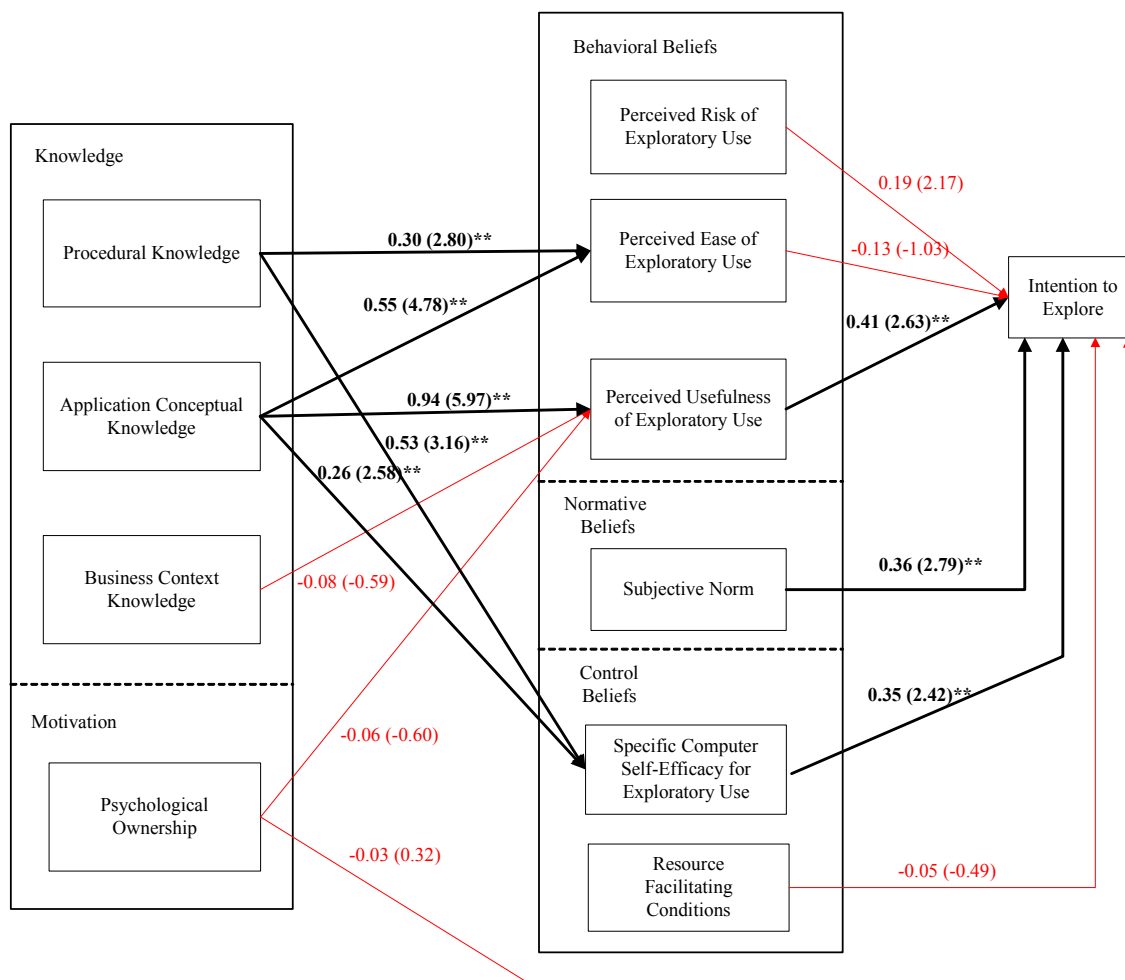 Knowledge
Procedural Knowledge
Application Conceptual
Knowledge
Business Context
Knowledge
Motivation
Psychological
Ownership
0.30 (2.80)**
0.55 (4.78)**
0.94 (5.97)**
0.53 (3.16)**
0.26 (2.58)**
-0.08 (-0.59)
-0.06 (-0.60)
-0.03 (0.32)
Behavioral Beliefs
Perceived Risk of
Exploratory Use
Perceived Ease of
Exploratory Use
Perceived Usefulness
of Exploratory Use
Normative
Beliefs
Subjective Norm
Control
Beliefs
Specific Computer
Self-Efficacy for
Exploratory Use
Resource
Facilitating
Conditions
0.19 (2.17)
-0.13 (-1.03)
0.41 (2.63)**
0.36 (2.79)**
0.35 (2.42)**
-0.05 (-0.49)
Intention to
Explore